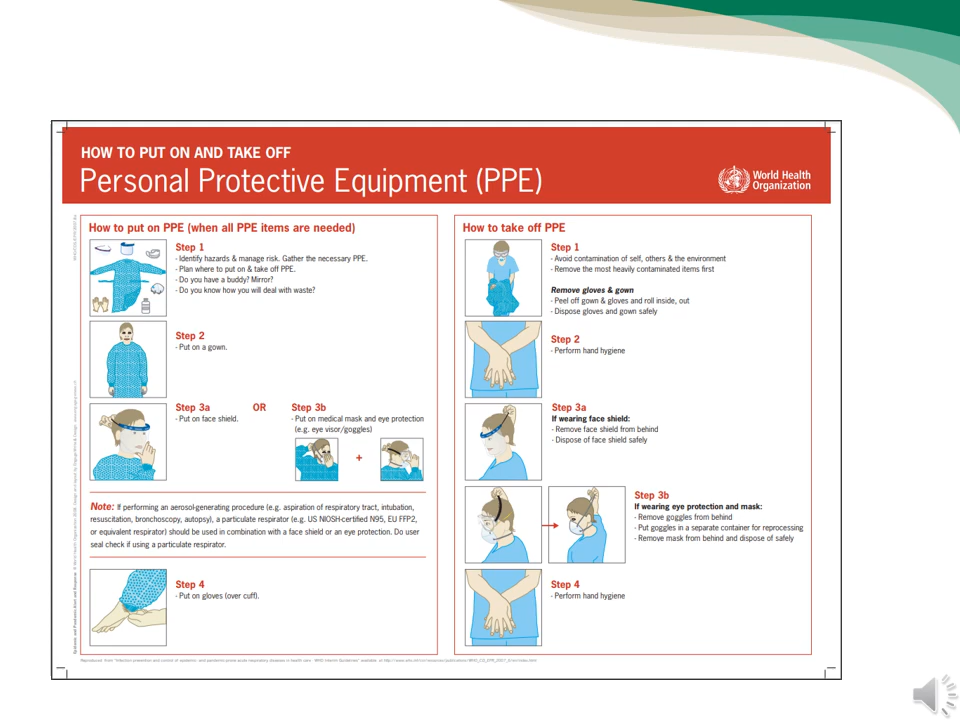 HOW TO PUT ON AND TAKE OFF
Personal Protective Equipment (PPE)
World Health
Organization
How to put on PPE (when all PPE items are needed)
Step 1
- Identify hazards & manage risk. Gather the necessary PPE.
- Plan where to put on & take off PPE.
- Do you have a buddy? Mirror?
- Do you know how you will deal with waste?
Step 2
- Put on a gown.
Step 3a
- Put on face shield.
OR
Step 3b
- Put on medical mask and eye protection
(e.g. eye visor/goggles)
+
Note: If performing an aerosol-generating procedure (e.g. aspiration of respiratory tract, intubation,
resuscitation, bronchoscopy, autopsy), a particulate respirator (e.g. US NIOSH-certified N95, EU FFP2,
or equivalent respirator) should be used in combination with a face shield or an eye protection. Do user
seal check if using a particulate respirator.
Step 4
- Put on gloves (over cuff).
How to take off PPE
Step 1
- Avoid contamination of self, others & the environment
- Remove the most heavily contaminated items first
Remove gloves & gown
- Peel off gown & gloves and roll inside, out
- Dispose gloves and gown safely
Step 2
- Perform hand hygiene
Step 3a
If wearing face shield:
- Remove face shield from behind
- Dispose of face shield safely
Step 3b
If wearing eye protection and mask:
- Remove goggles from behind
- Put goggles in a separate container for reprocessing
- Remove mask from behind and dispose of safely
Step 4
- Perform hand hygiene